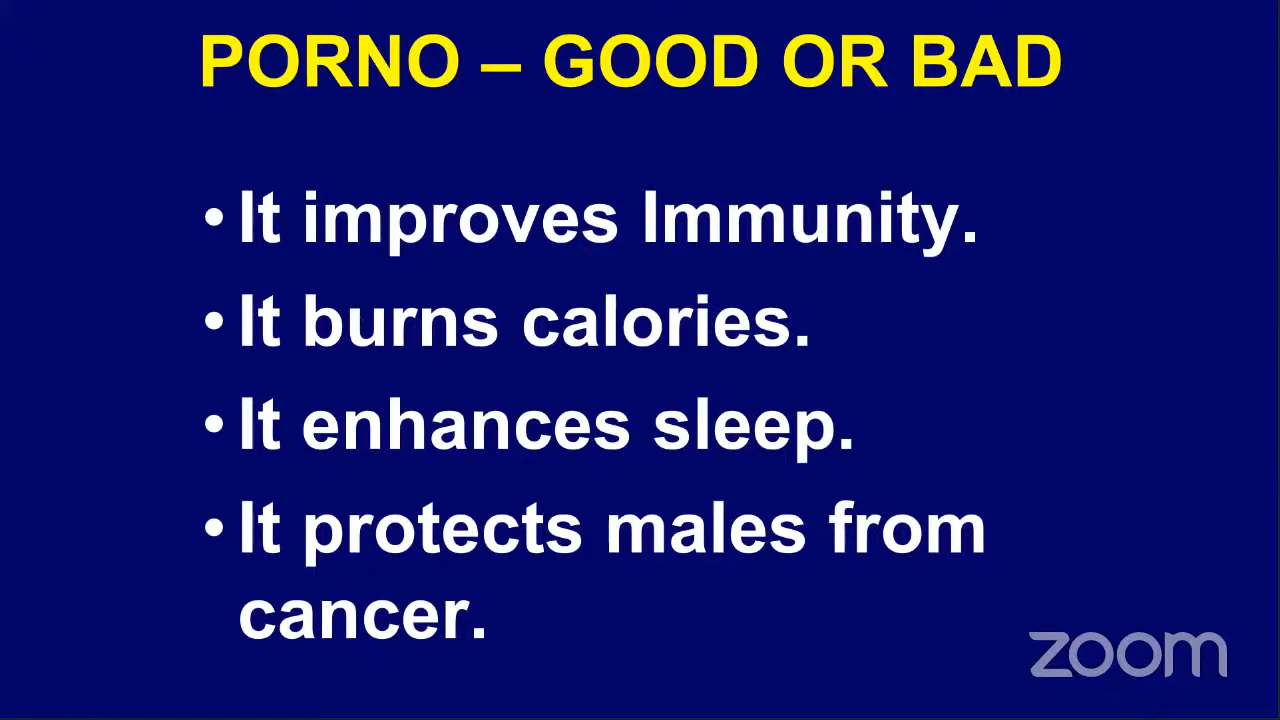 PORNO – GOOD OR BAD
• It improves Immunity.
• It burns calories.
• It enhances sleep.
• It protects males from
cancer.
zoom